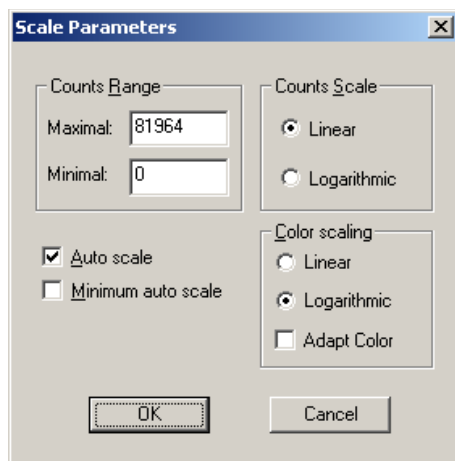 Scale Parameters
Counts Range
Maximal: 81964
Minimal: 0
Counts Scale
Linear
Logarithmic
Auto scale
Minimum auto scale
Color scaling
Linear
Logarithmic
Adapt Color
OK
Cancel